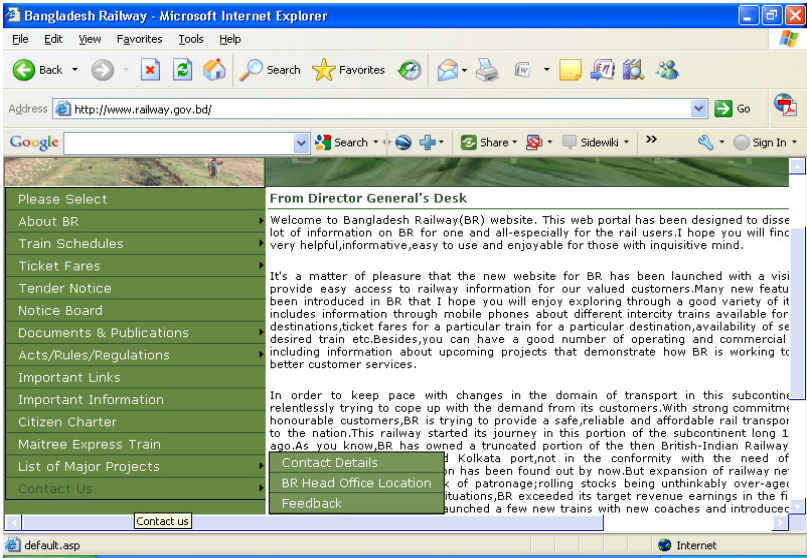 Bangladesh Railway - Microsoft Internet Explorer
File Edit View Favorites Tools Help
Back Search Favorites
Address http://www.railway.gov.bd/ Go
Google Search Share Sidewiki Sign In
Please Select
About BR
Train Schedules
Ticket Fares
Tender Notice
Notice Board
Documents & Publications
Acts/Rules/Regulations
Important Links
Important Information
Citizen Charter
Maitree Express Train
List of Major Projects
Contact Us
Contact us
From Director General's Desk
Welcome to Bangladesh Railway(BR) website. This web portal has been designed to disse
lot of information on BR for one and all-especially for the rail users.I hope you will find
very helpful,informative,easy to use and enjoyable for those with inquisitive mind.
It's a matter of pleasure that the new website for BR has been launched with a visi
provide easy access to railway information for our valued customers.Many new featu
been introduced in BR that I hope you will enjoy exploring through a good variety of it
includes information through mobile phones about different intercity trains available for
destinations,ticket fares for a particular train for a particular destination,availability of se
desired train etc.Besides,you can have a good number of operating and commercial
including information about upcoming projects that demonstrate how BR is working to
better customer services.
In order to keep pace with changes in the domain of transport in this subcontine
relentlessly trying to cope up with the demand from its customers.With strong commitme
honourable customers,BR is trying to provide a safe,reliable and affordable rail transpor
to the nation.This railway started its journey in this portion of the subcontinent long 1
ago.As you know,BR has owned a truncated portion of the then British-Indian Railway
Kolkata port,not in the conformity with the need of
on has been found out by now.But expansion of railway ne
of patronage;rolling stocks being unthinkably over-aged
ituations,BR exceeded its target revenue earnings in the fi
aunched a few new trains with new coaches and introduced
Contact Details
BR Head Office Location
Feedback
default.asp Internet